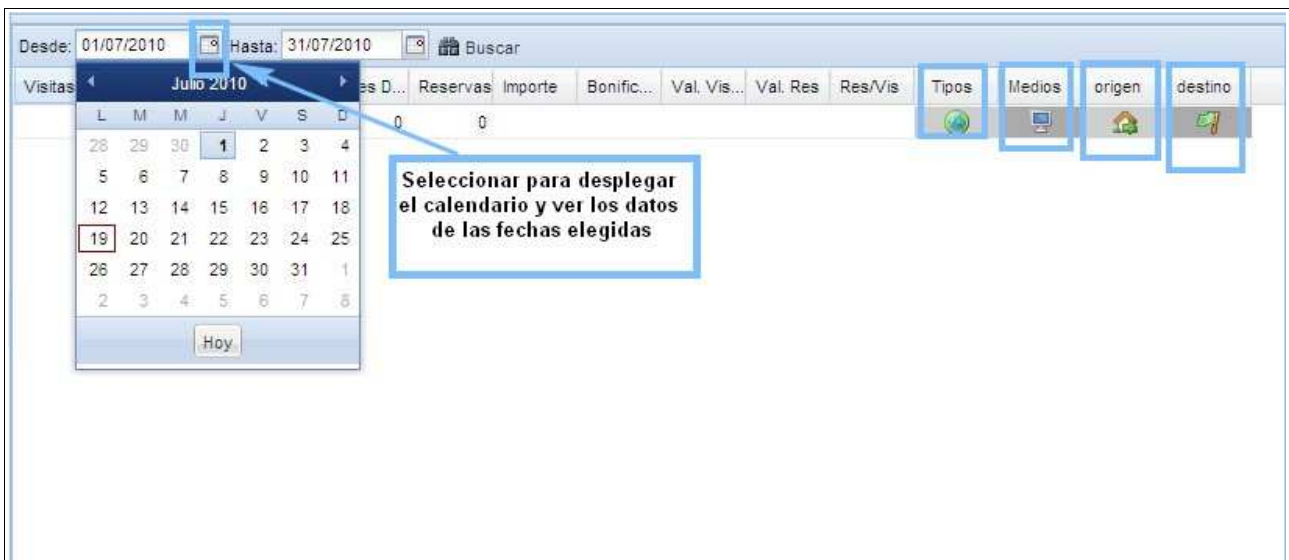 Desde: 01/07/2010 Hasta: 31/07/2010 Buscar
Visitas es D... Reservas Importe Bonific... Val. Vis... Val. Res Res/Vis Tipos Medios origen destino
0 0
Julio 2010
L M M J V S D
28 29 30 1 2 3 4
5 6 7 8 9 10 11
12 13 14 15 16 17 18
19 20 21 22 23 24 25
26 27 28 29 30 31 1
2 3 4 5 6 7 8
Hoy
Seleccionar para desplegar
el calendario y ver los datos
de las fechas elegidas